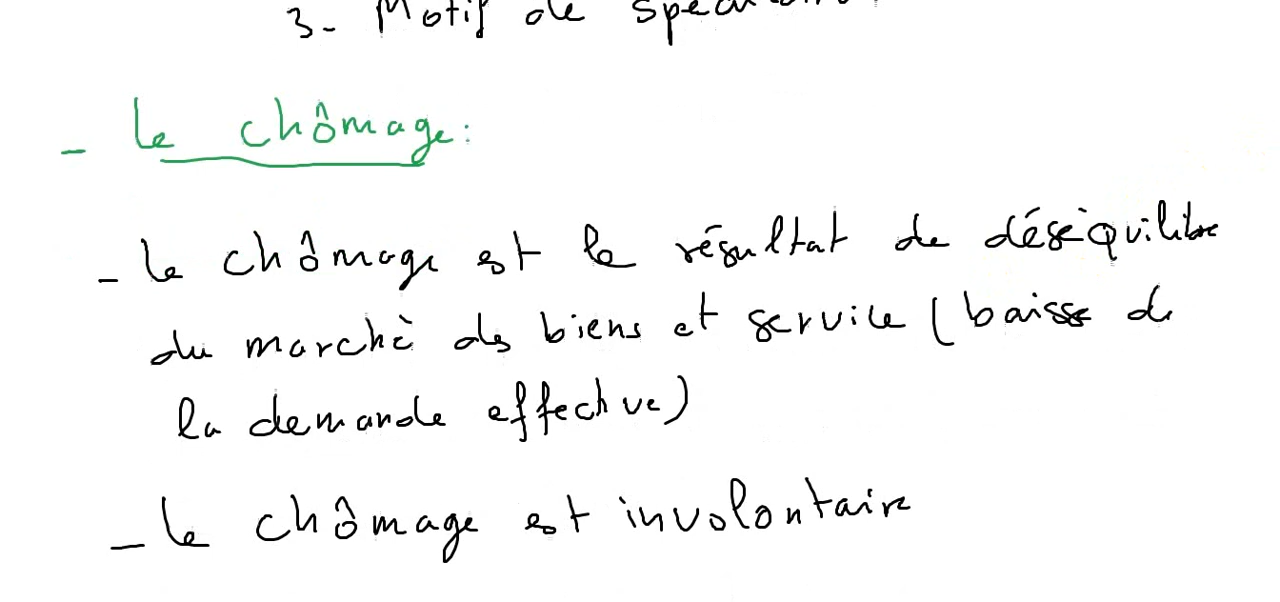 3- Motif de
- le chômage:
- le chômage est le résultat de déséquilibre
du marché des biens et service (baisse de
la demande effective)
- le chômage est involontaire